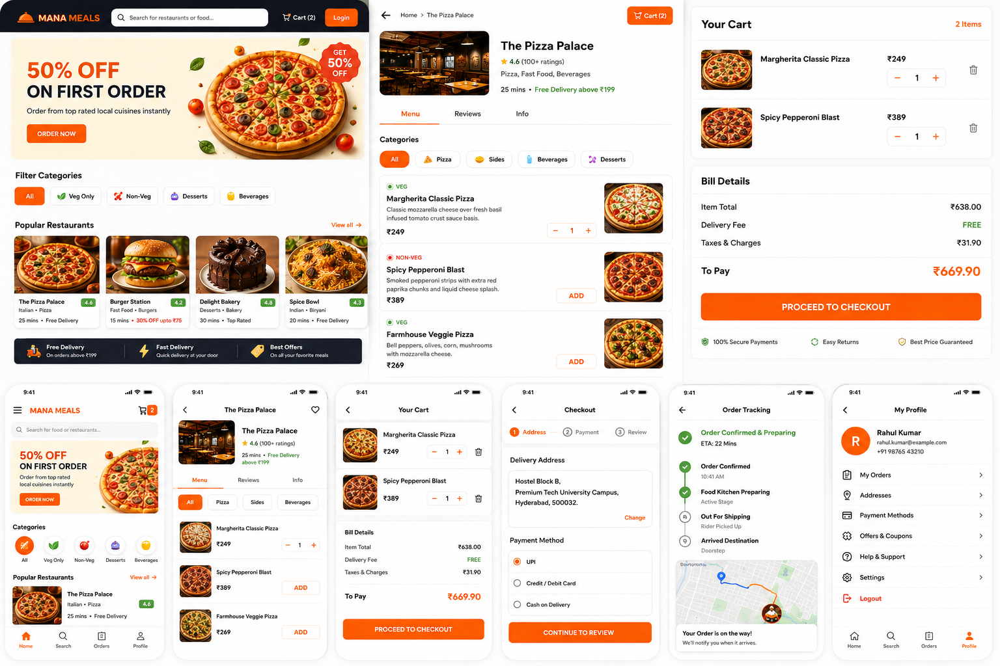 MANA MEALS
Search for restaurants or food...
Cart (2)
Login
50% OFF
ON FIRST ORDER
Order from top rated local cuisines instantly
ORDER NOW
GET
50%
OFF
Filter Categories
All
Veg Only
Non-Veg
Desserts
Beverages
Popular Restaurants
View all →
The Pizza Palace
4.6
Italian • Pizza
25 mins • Free Delivery
Burger Station
4.2
Fast Food • Burgers
15 mins • 30% OFF upto ₹75
Delight Bakery
4.8
Desserts • Bakery
30 mins • Top Rated
Spice Bowl
4.3
Indian • Biryani
20 mins • Free Delivery
Free Delivery
On orders above ₹199
Fast Delivery
Quick delivery at your door
Best Offers
On all your favorite meals
Home > The Pizza Palace
Cart (2)
The Pizza Palace
4.6 (100+ ratings)
Pizza, Fast Food, Beverages
25 mins • Free Delivery above ₹199
Menu
Reviews
Info
Categories
All
Pizza
Sides
Beverages
Desserts
VEG
Margherita Classic Pizza
Classic mozzarella cheese over fresh basil
infused tomato crust sauce basis.
₹249
− 1 +
NON-VEG
Spicy Pepperoni Blast
Smoked pepperoni strips with extra red
paprika chunks and liquid cheese splash.
₹389
ADD
VEG
Farmhouse Veggie Pizza
Bell peppers, olives, corn, mushrooms
with mozzarella cheese.
₹269
ADD
Your Cart
2 Items
Margherita Classic Pizza
₹249
− 1 +
Spicy Pepperoni Blast
₹389
− 1 +
Bill Details
Item Total
₹638.00
Delivery Fee
FREE
Taxes & Charges
₹31.90
To Pay
₹669.90
PROCEED TO CHECKOUT
100% Secure Payments
Easy Returns
Best Price Guaranteed
9:41
MANA MEALS
2
Search for food or restaurants...
50% OFF
ON FIRST ORDER
Order from top rated
local cuisines instantly
ORDER NOW
Categories
All
Veg Only
Non-Veg
Desserts
Beverages
Popular Restaurants
View all →
The Pizza Palace
Italian • Pizza
4.6
25 mins • Free Delivery
Home
Search
Orders
Profile
9:41
The Pizza Palace
The Pizza Palace
4.6 (100+ ratings)
25 mins • Free Delivery
above ₹199
Menu
Reviews
Info
All
Pizza
Sides
Beverages
Margherita Classic Pizza
₹249
− 1 +
Spicy Pepperoni Blast
₹389
ADD
Farmhouse Veggie Pizza
₹269
ADD
9:41
Your Cart
Margherita Classic Pizza
₹249
− 1 +
Spicy Pepperoni Blast
₹389
− 1 +
Bill Details
Item Total
₹638.00
Delivery Fee
FREE
Taxes & Charges
₹31.90
To Pay
₹669.90
PROCEED TO CHECKOUT
9:41
Checkout
1 Address
2 Payment
3 Review
Delivery Address
Hostel Block B,
Premium Tech University Campus,
Hyderabad, 500032.
Change
Payment Method
UPI
Credit / Debit Card
Cash on Delivery
CONTINUE TO REVIEW
9:41
Order Tracking
Order Confirmed & Preparing
ETA: 22 Mins
Order Confirmed
10:41 AM
Food Kitchen Preparing
Active Stage
Out For Shipping
Rider Picked Up
Arrived Destination
Doorstep
Your Order is on the way!
We'll notify you when it arrives.
9:41
My Profile
R
Rahul Kumar
rahul.kumar@example.com
+91 98765 43210
My Orders
Addresses
Payment Methods
Offers & Coupons
Help & Support
Settings
Logout
Home
Search
Orders
Profile